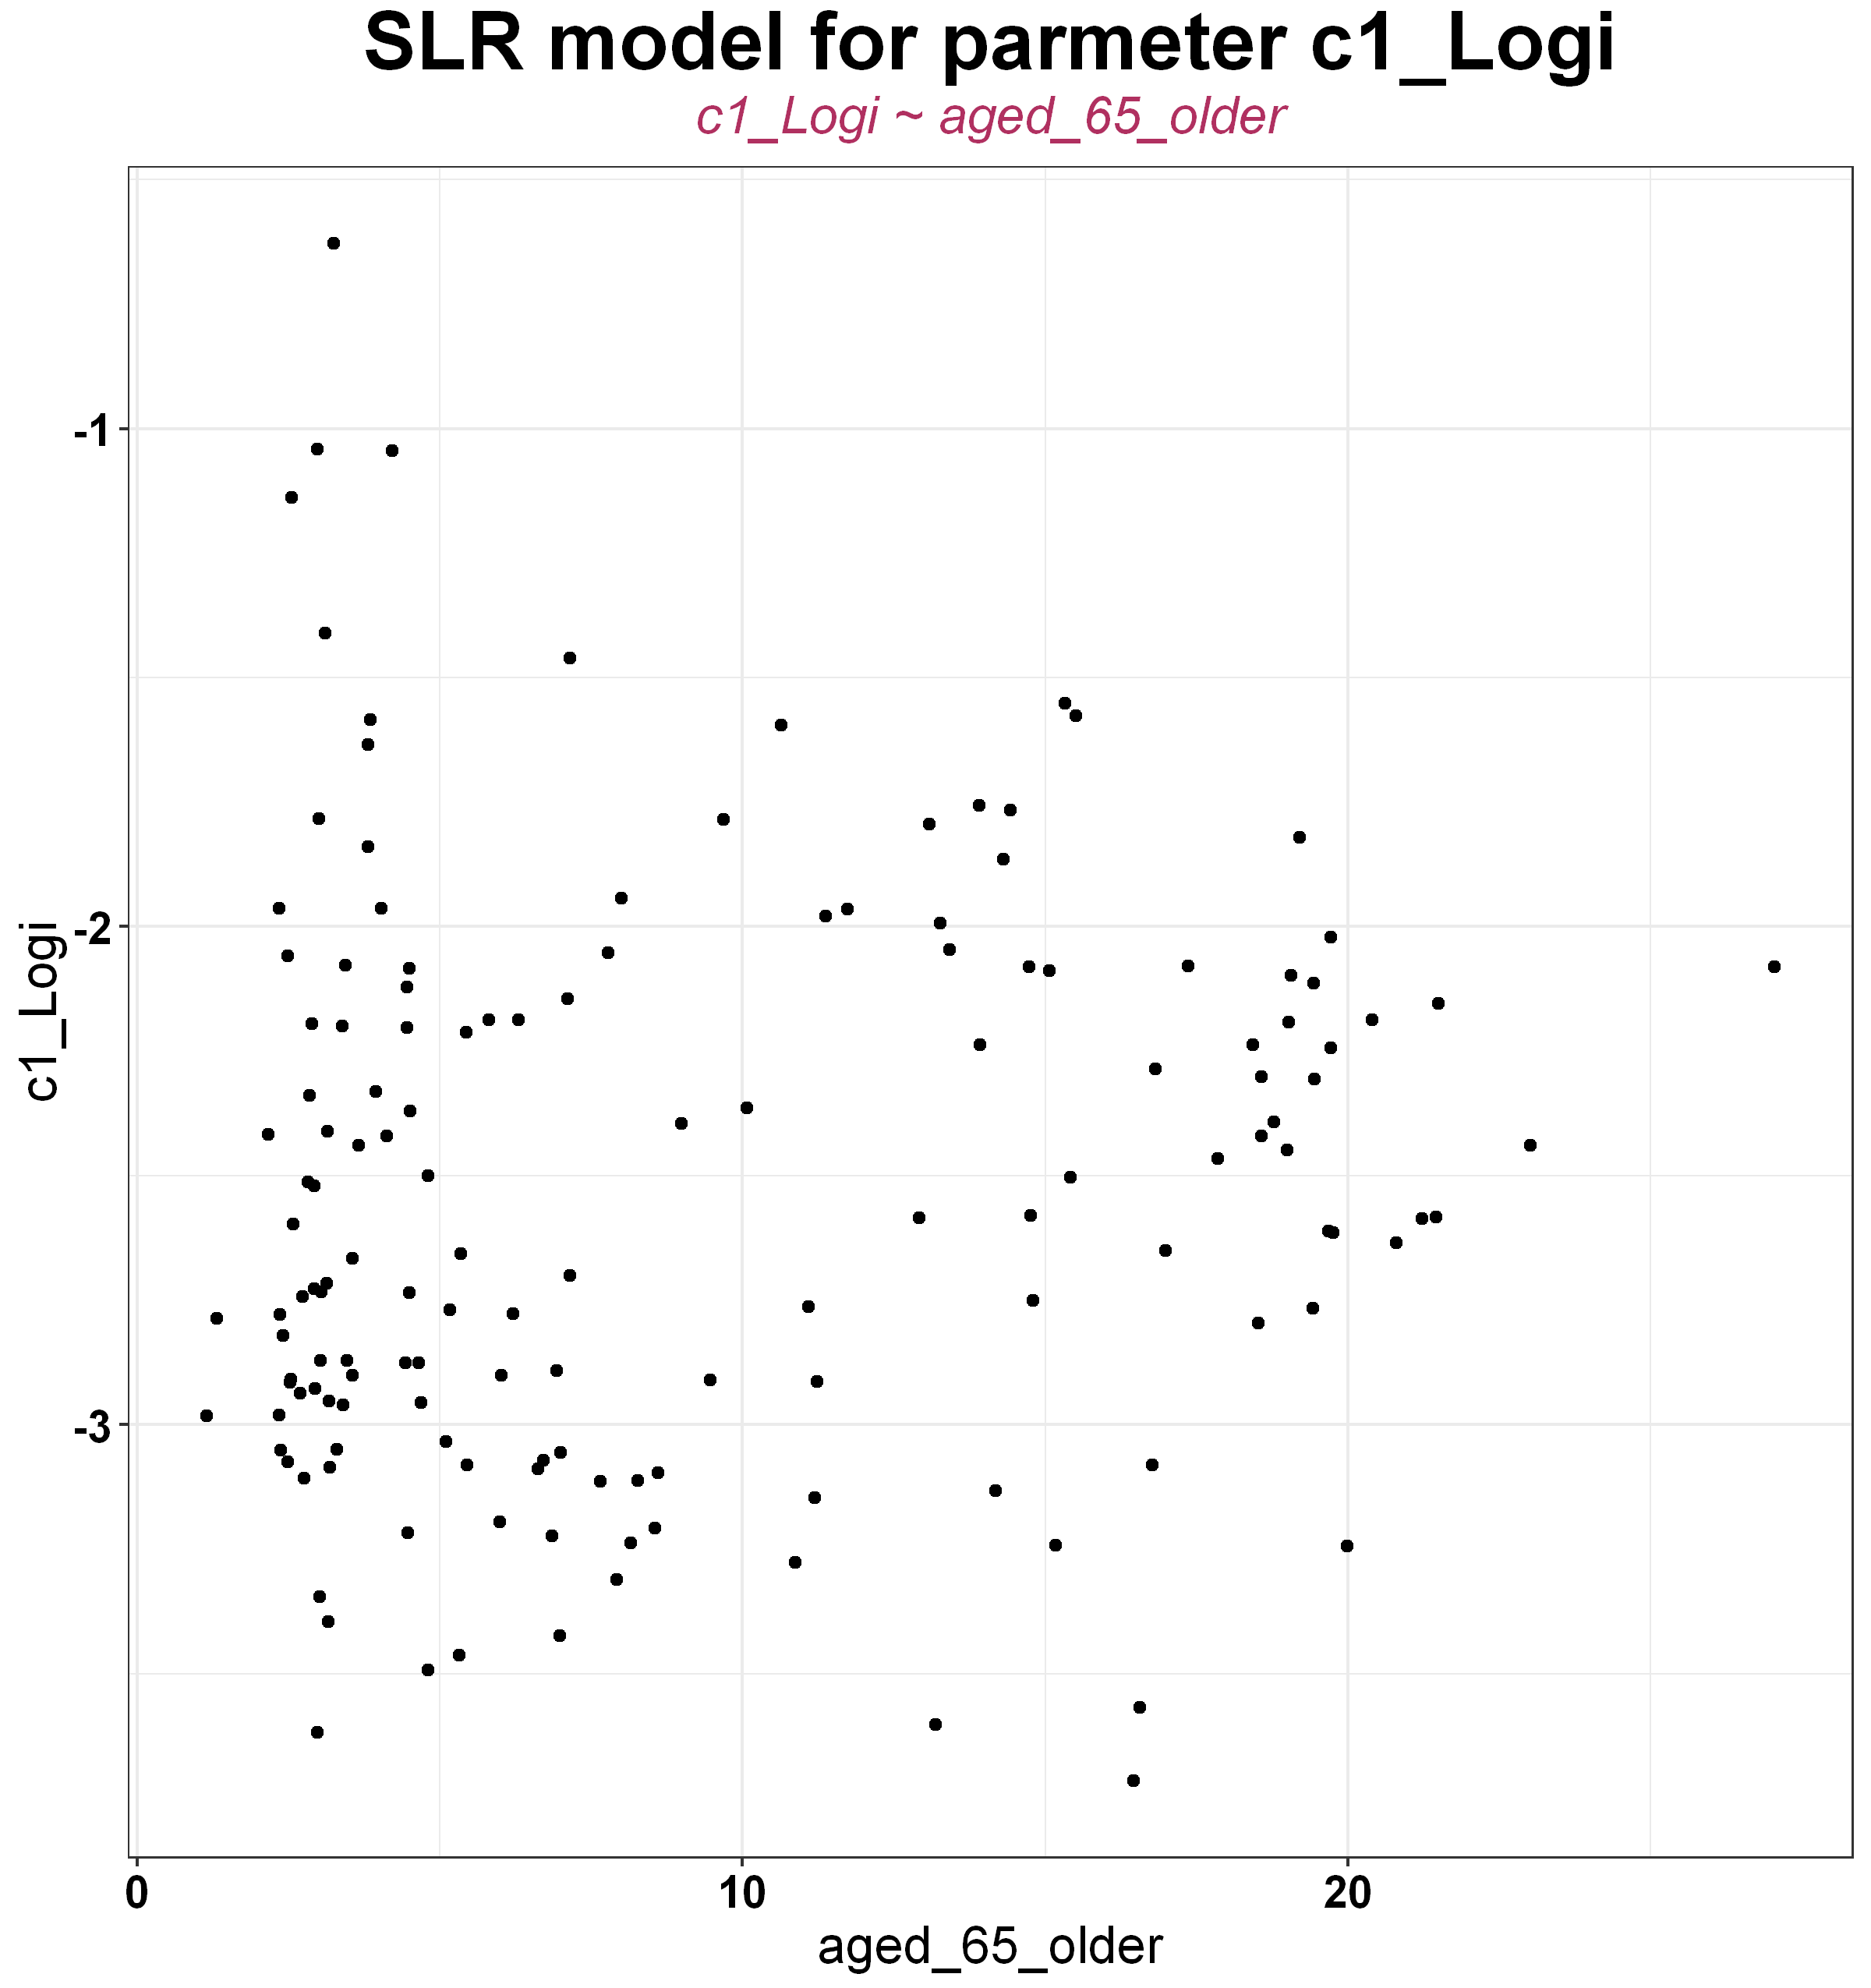 SLR model for parmeter c1_Logi
c1_Logi ~ aged_65_older
c1_Logi
-1
-2
-3
0 10 20
aged_65_older